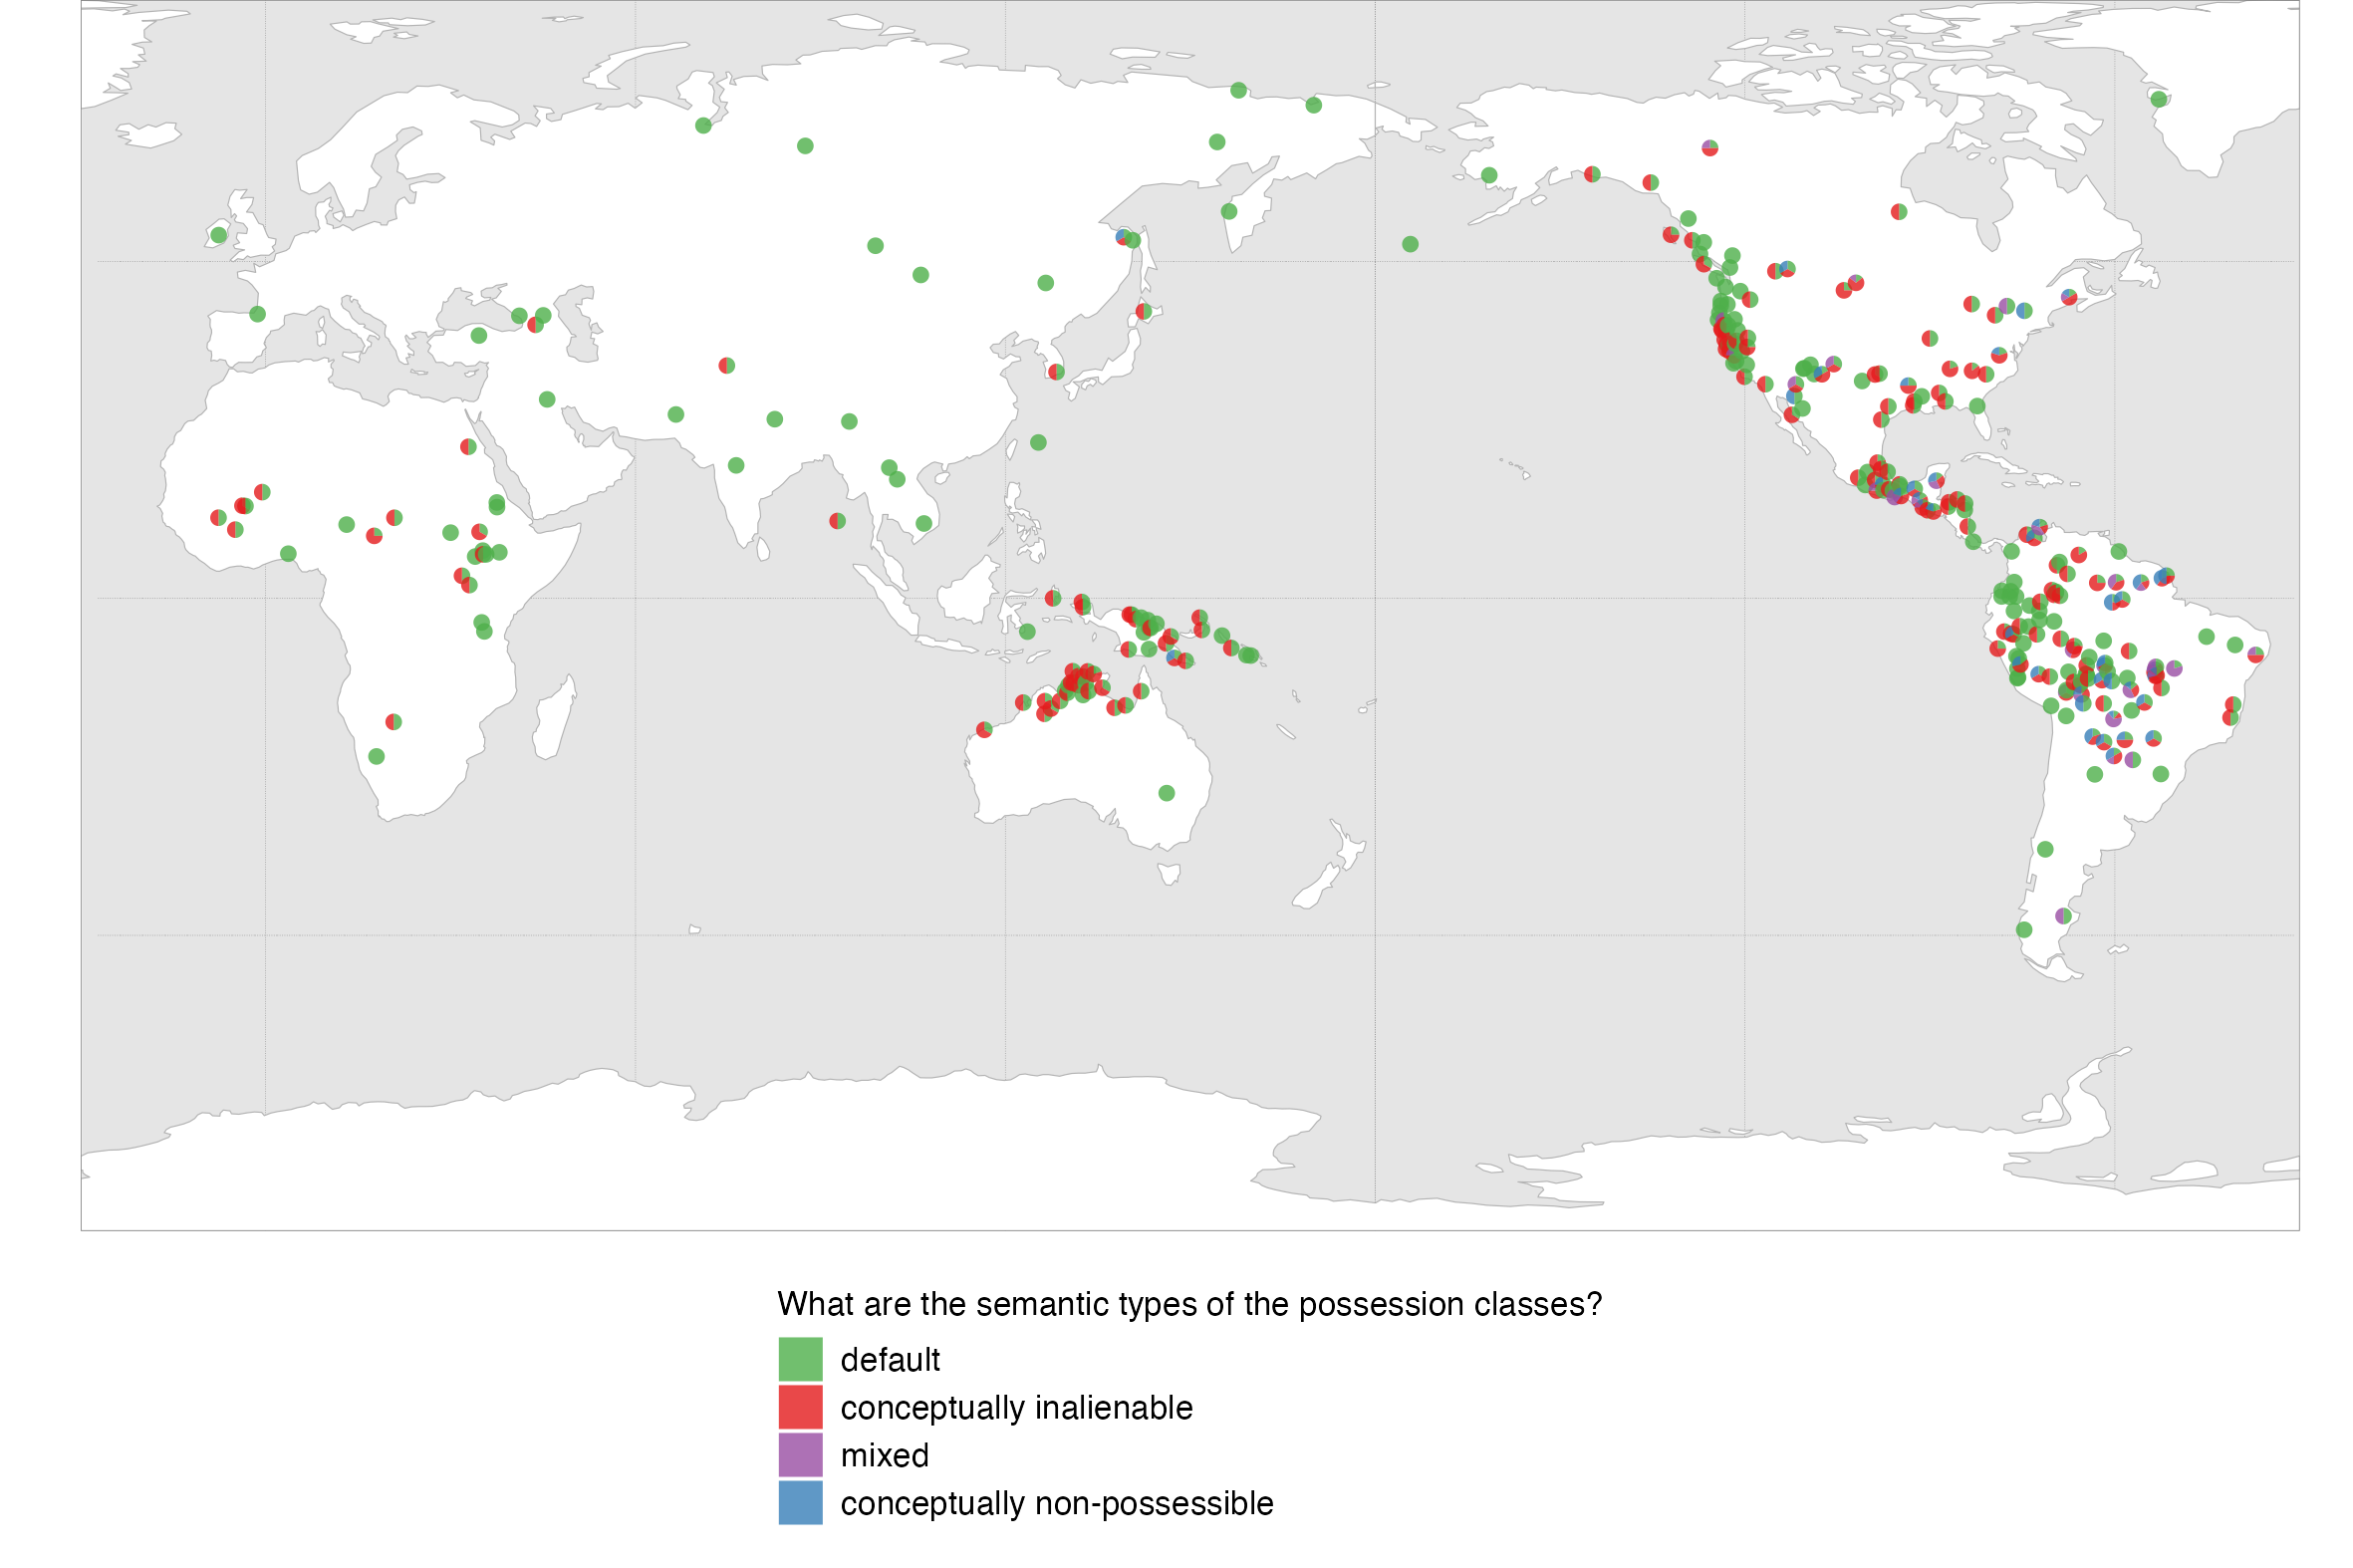 What are the semantic types of the possession classes?
default
conceptually inalienable
mixed
conceptually non-possessible